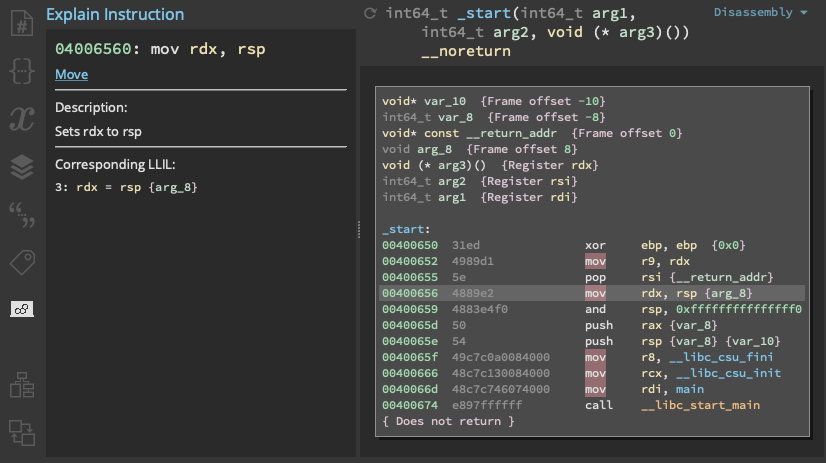 Explain Instruction
04006560: mov rdx, rsp
Move
Description:
Sets rdx to rsp
Corresponding LLIL:
3: rdx = rsp {arg_8}
int64_t _start(int64_t arg1,
int64_t arg2, void (* arg3)())
__noreturn
Disassembly
void* var_10 {Frame offset -10}
int64_t var_8 {Frame offset -8}
void* const __return_addr {Frame offset 0}
void arg_8 {Frame offset 8}
void (* arg3)() {Register rdx}
int64_t arg2 {Register rsi}
int64_t arg1 {Register rdi}
_start:
00400650 31ed xor ebp, ebp {0x0}
00400652 4989d1 mov r9, rdx
00400655 5e pop rsi {__return_addr}
00400656 4889e2 mov rdx, rsp {arg_8}
00400659 4883e4f0 and rsp, 0xfffffffffffffff0
0040065d 50 push rax {var_8}
0040065e 54 push rsp {var_8} {var_10}
0040065f 49c7c0a0084000 mov r8, __libc_csu_fini
00400666 48c7c130084000 mov rcx, __libc_csu_init
0040066d 48c7c746074000 mov rdi, main
00400674 e897ffffff call __libc_start_main
{ Does not return }